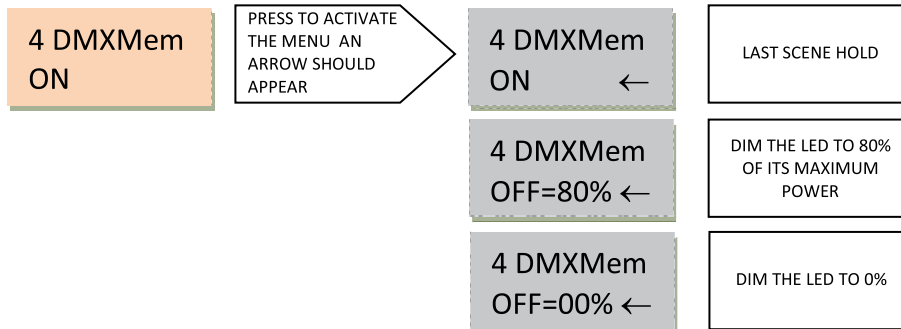 4 DMXMem
ON
PRESS TO ACTIVATE
THE MENU AN
ARROW SHOULD
APPEAR
4 DMXMem
ON ←
LAST SCENE HOLD
4 DMXMem
OFF=80% ←
DIM THE LED TO 80%
OF ITS MAXIMUM
POWER
4 DMXMem
OFF=00% ←
DIM THE LED TO 0%